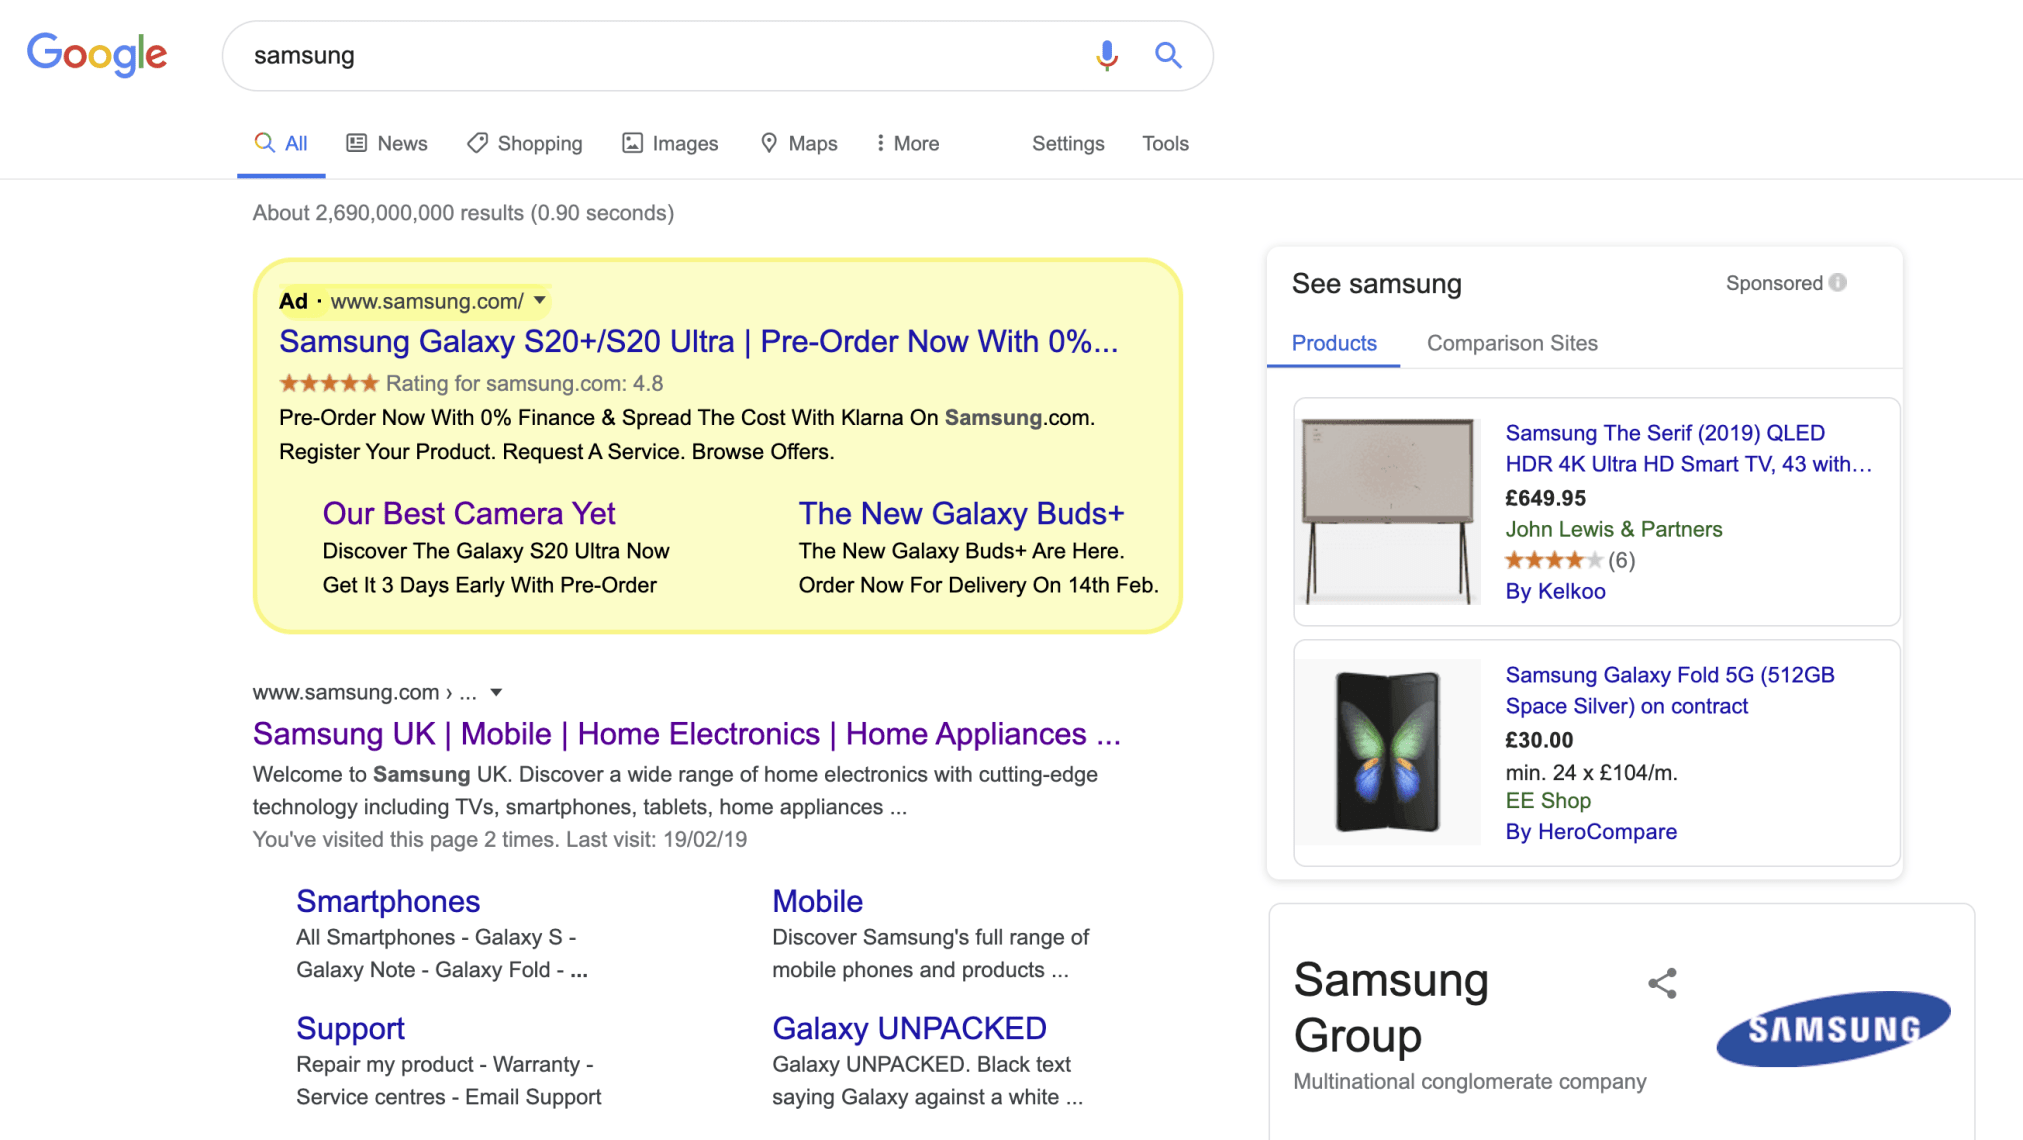 Google
samsung
All
News
Shopping
Images
Maps
More
Settings
Tools
About 2,690,000,000 results (0.90 seconds)
Ad · www.samsung.com/
Samsung Galaxy S20+/S20 Ultra | Pre-Order Now With 0%...
Rating for samsung.com: 4.8
Pre-Order Now With 0% Finance & Spread The Cost With Klarna On Samsung.com.
Register Your Product. Request A Service. Browse Offers.
Our Best Camera Yet
Discover The Galaxy S20 Ultra Now
Get It 3 Days Early With Pre-Order
The New Galaxy Buds+
The New Galaxy Buds+ Are Here.
Order Now For Delivery On 14th Feb.
www.samsung.com › ...
Samsung UK | Mobile | Home Electronics | Home Appliances ...
Welcome to Samsung UK. Discover a wide range of home electronics with cutting-edge
technology including TVs, smartphones, tablets, home appliances ...
You've visited this page 2 times. Last visit: 19/02/19
Smartphones
All Smartphones - Galaxy S -
Galaxy Note - Galaxy Fold - ...
Mobile
Discover Samsung's full range of
mobile phones and products ...
Support
Repair my product - Warranty -
Service centres - Email Support
Galaxy UNPACKED
Galaxy UNPACKED. Black text
saying Galaxy against a white ...
See samsung
Sponsored
Products
Comparison Sites
Samsung The Serif (2019) QLED
HDR 4K Ultra HD Smart TV, 43 with…
£649.95
John Lewis & Partners
(6)
By Kelkoo
Samsung Galaxy Fold 5G (512GB
Space Silver) on contract
£30.00
min. 24 x £104/m.
EE Shop
By HeroCompare
Samsung
Group
Multinational conglomerate company
SAMSUNG